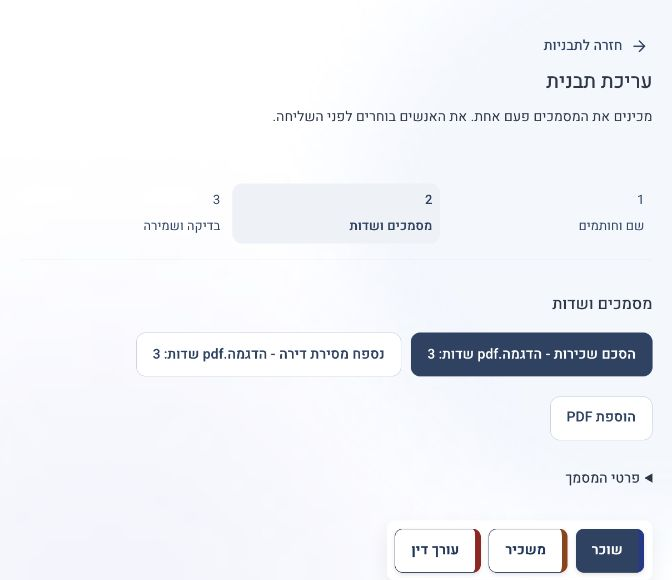 חזרה לתבניות
עריכת תבנית
מכינים את המסמכים פעם אחת. את האנשים בוחרים לפני השליחה.
1
שם וחותמים
2
מסמכים ושדות
3
בדיקה ושמירה
מסמכים ושדות
הסכם שכירות - הדגמה.pdf שדות: 3
נספח מסירת דירה - הדגמה.pdf שדות: 3
הוספת PDF
פרטי המסמך
שוכר
משכיר
עורך דין